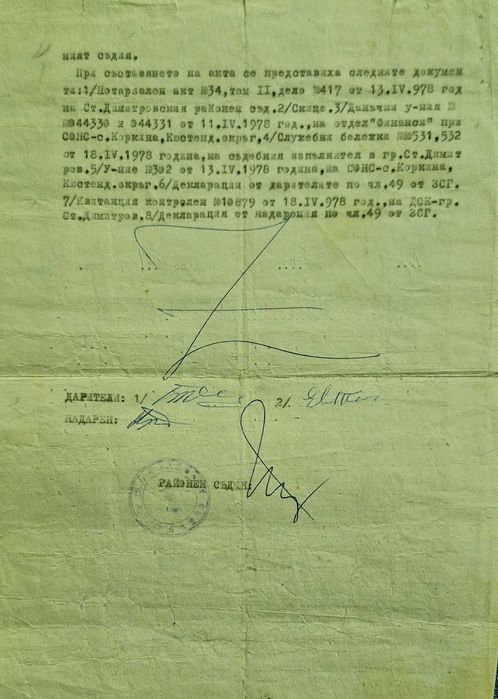 ният съдия.
При съставянето на акта се представиха следните докумен
ти:1/Нотариален акт №34,том II,дело №417 от 13.IV.978 год
на Ст.Димитровския районен съд.2/Скица.3/Данъчни у-ния №
№044330 и 044331 от 11.IV.1978 год.,на отдел"Финанси" при
СОНС-с.Коркина,Кюстенд.окръг,4/Служебни бележки №№531,532
от 18.IV.1978 година,на съдебния изпълнител в гр.Ст.Димит
ров.5/У-ние №302 от 13.IV.1978 година,на СОНС-с.Коркина,
Кюстенд.окръг.6/Декларации от дарителите по чл.49 от ЗСГ.
7/Квитанция контролен №10879 от 18.IV.978 год.,на ДСК-гр.
Ст.Димитров.8/Декларация от надарения по чл.49 от ЗСГ.
ДАРИТЕЛИ: 1/ 2/.
НАДАРЕН:
РАЙОНЕН СЪДИЯ: